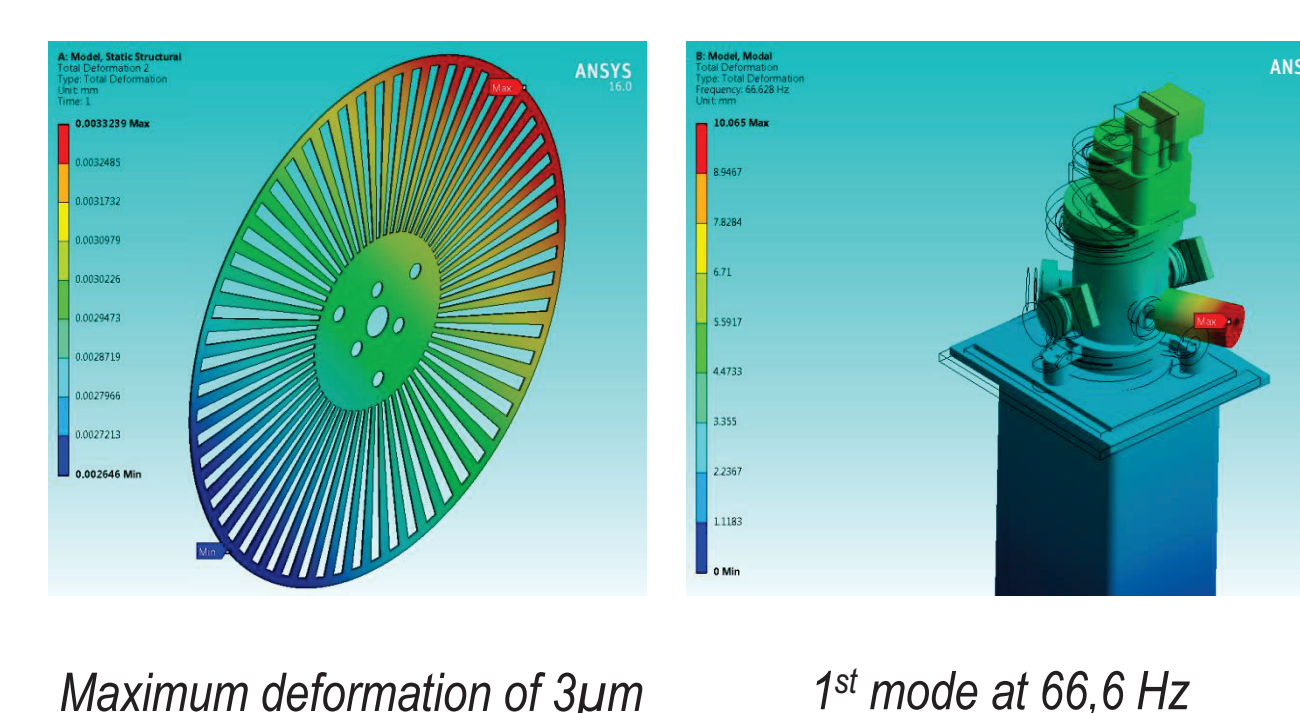 A: Model, Static Structural
Total Deformation 2
Type: Total Deformation
Unit: mm
Time: 1
0.0033239 Max
0.0032485
0.0031732
0.0030979
0.0030226
0.0029473
0.0028719
0.0027966
0.0027213
0.002646 Min
ANSYS
16.0
Max
Min
B: Model, Modal
Total Deformation
Type: Total Deformation
Frequency: 66.628 Hz
Unit: mm
10.065 Max
8.9467
7.8284
6.71
5.5917
4.4733
3.355
2.2367
1.1183
0 Min
ANS
Max
Maximum deformation of 3µm
1st mode at 66,6 Hz